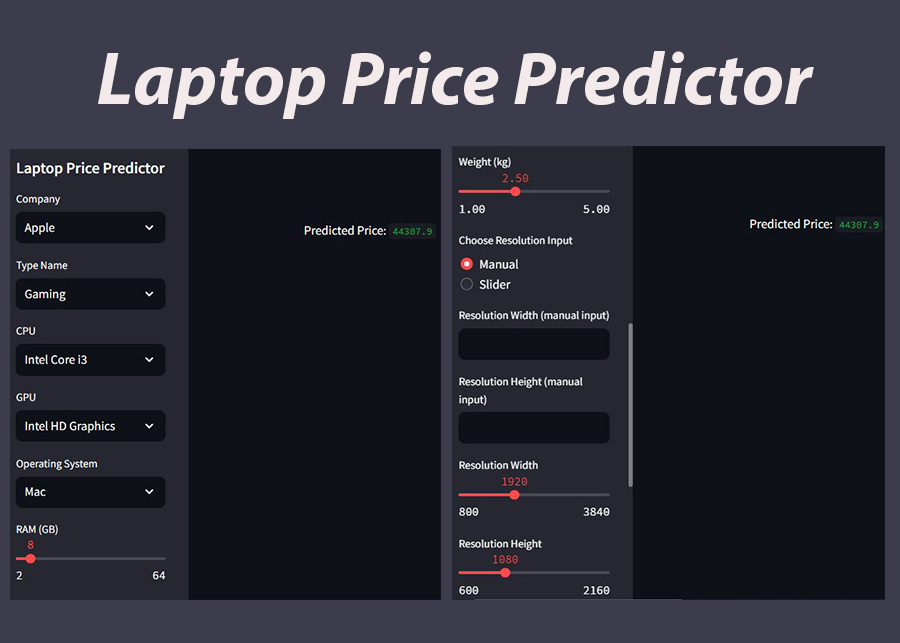 Laptop Price Predictor
Laptop Price Predictor
Company
Apple
Type Name
Gaming
CPU
Intel Core i3
GPU
Intel HD Graphics
Operating System
Mac
RAM (GB)
8
2 64
Predicted Price: 44307.9
Weight (kg)
2.50
1.00 5.00
Choose Resolution Input
Manual
Slider
Resolution Width (manual input)
Resolution Height (manual
input)
Resolution Width
1920
800 3840
Resolution Height
1080
600 2160
Predicted Price: 44307.9